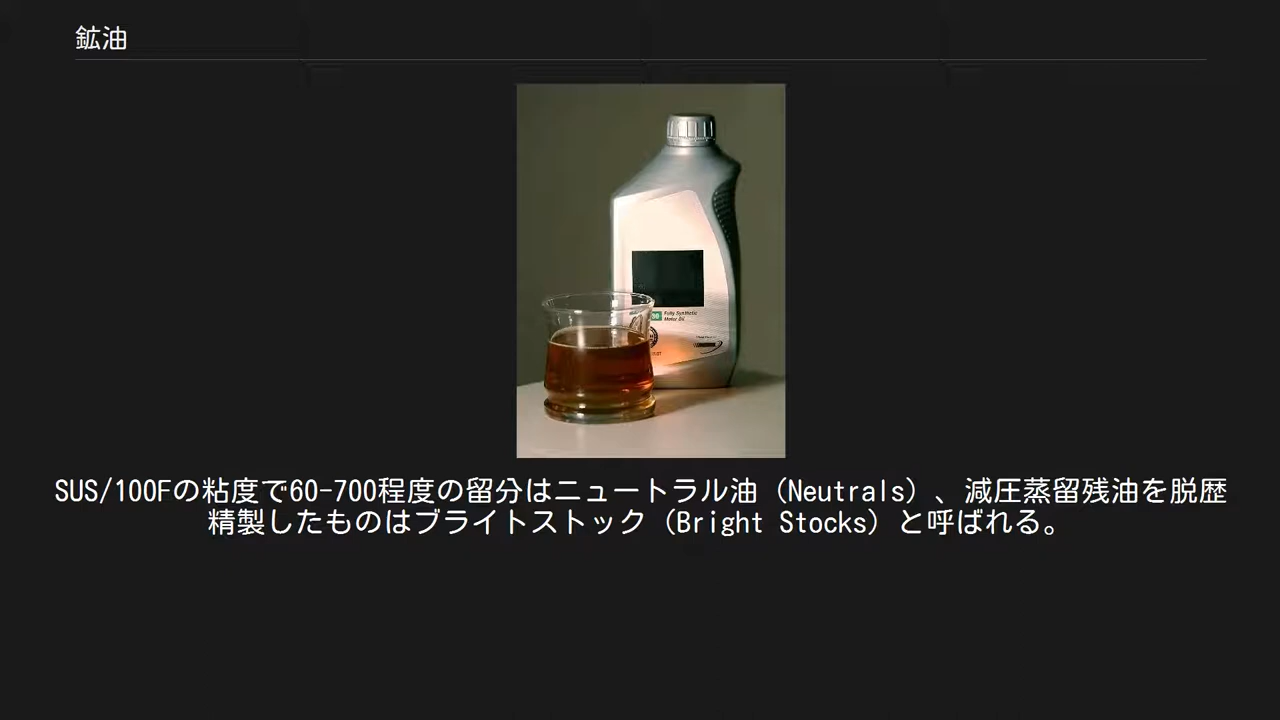 鉱油
Fully Synthetic
Motor Oil
SUS/100Fの粘度で60-700程度の留分はニュートラル油（Neutrals）、減圧蒸留残油を脱歴
精製したものはブライトストック（Bright Stocks）と呼ばれる。